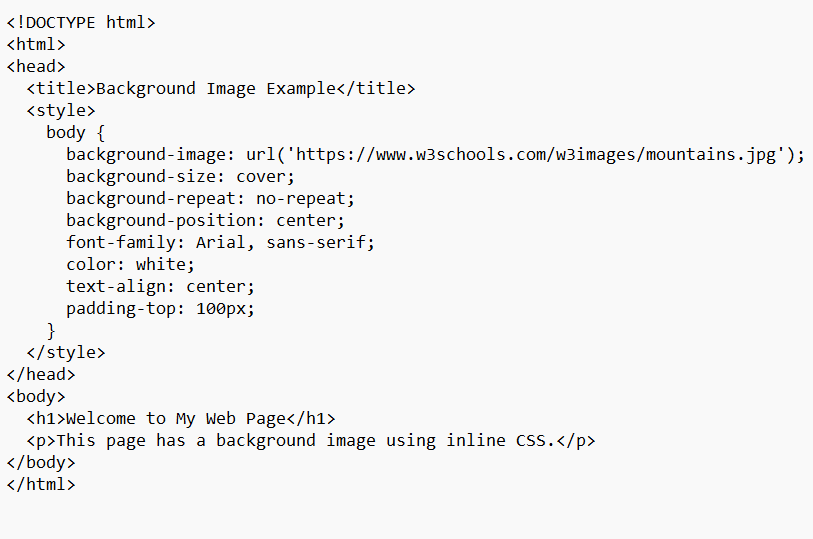 <!DOCTYPE html>
<html>
<head>
  <title>Background Image Example</title>
  <style>
    body {
      background-image: url('https://www.w3schools.com/w3images/mountains.jpg');
      background-size: cover;
      background-repeat: no-repeat;
      background-position: center;
      font-family: Arial, sans-serif;
      color: white;
      text-align: center;
      padding-top: 100px;
    }
  </style>
</head>
<body>
  <h1>Welcome to My Web Page</h1>
  <p>This page has a background image using inline CSS.</p>
</body>
</html>